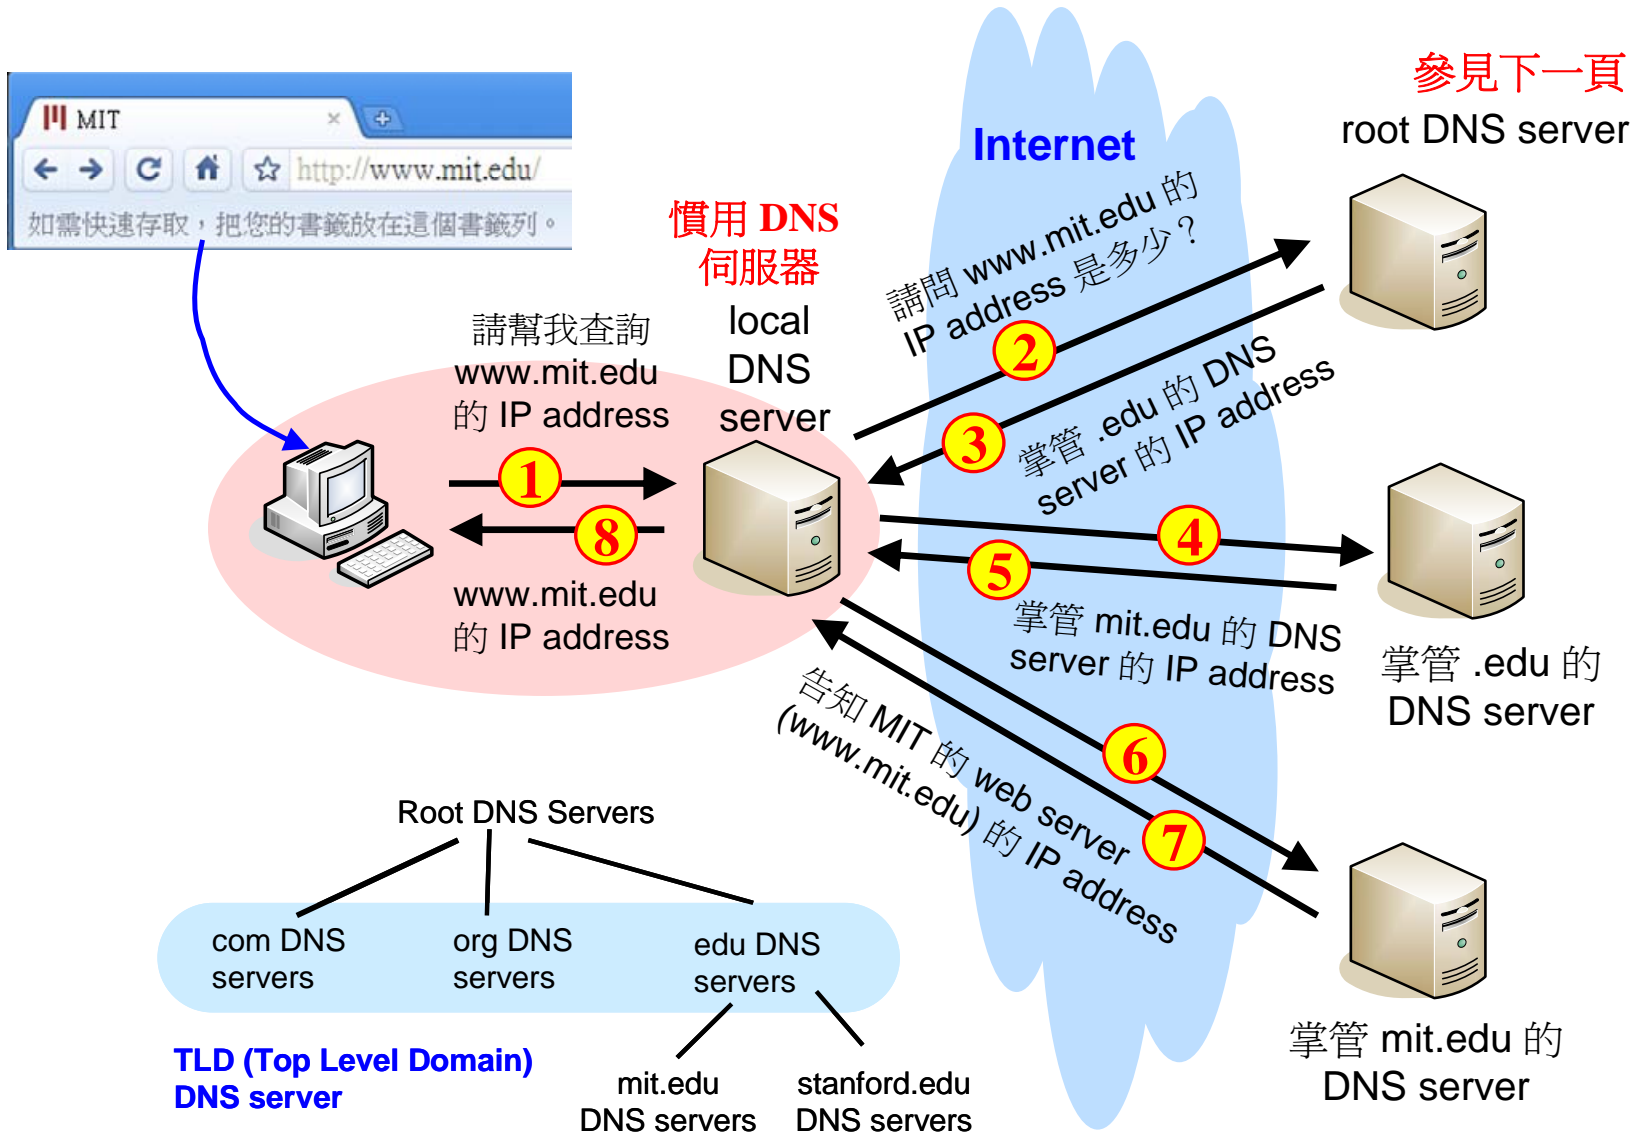 MIT
http://www.mit.edu/
如需快速存取，把您的書籤放在這個書籤列。
參見下一頁
root DNS server
Internet
慣用 DNS
伺服器
local
DNS
server
請幫我查詢
www.mit.edu
的 IP address
1
8
www.mit.edu
的 IP address
請問 www.mit.edu 的
IP address 是多少？
2
3
掌管 .edu 的 DNS
server 的 IP address
4
5
掌管 mit.edu 的 DNS
server 的 IP address
掌管 .edu 的
DNS server
6
7
告知 MIT 的 web server
(www.mit.edu) 的 IP address
掌管 mit.edu 的
DNS server
Root DNS Servers
com DNS
servers
org DNS
servers
edu DNS
servers
TLD (Top Level Domain)
DNS server
mit.edu
DNS servers
stanford.edu
DNS servers